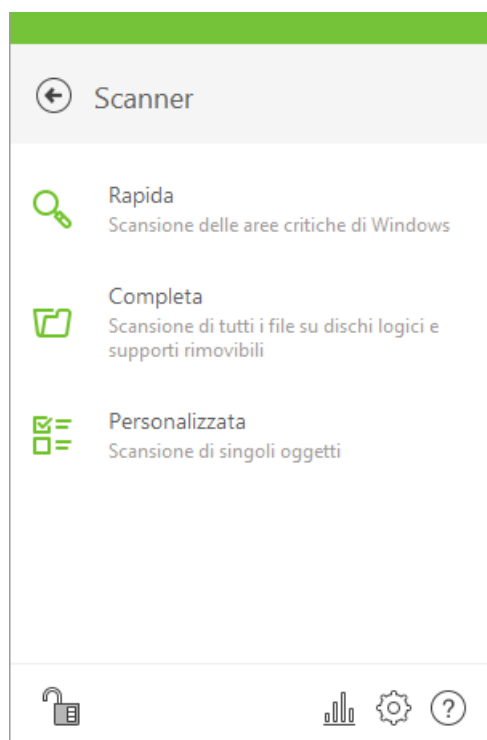 Scanner
Rapida
Scansione delle aree critiche di Windows
Completa
Scansione di tutti i file su dischi logici e
supporti rimovibili
Personalizzata
Scansione di singoli oggetti
?